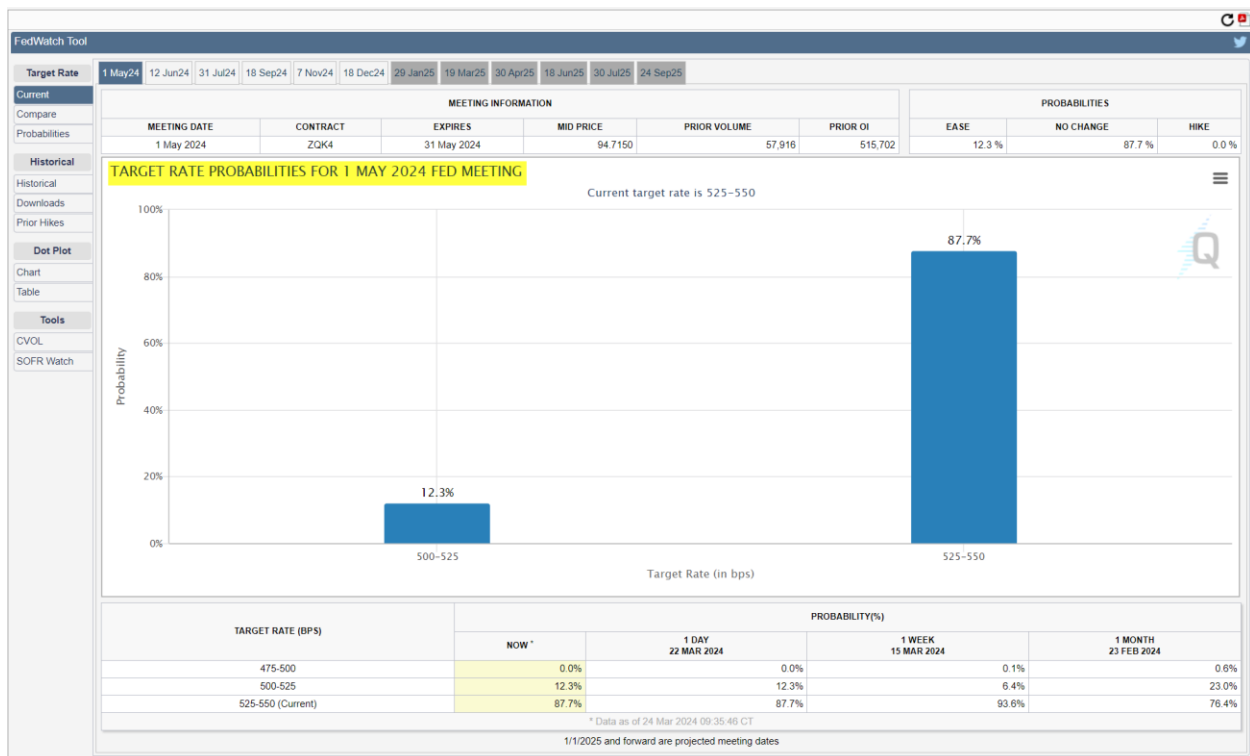 FedWatch Tool
Target Rate
Current
Compare
Probabilities
Historical
Historical
Downloads
Prior Hikes
Dot Plot
Chart
Table
Tools
CVOL
SOFR Watch
1 May24 12 Jun24 31 Jul24 18 Sep24 7 Nov24 18 Dec24 29 Jan25 19 Mar25 30 Apr25 18 Jun25 30 Jul25 24 Sep25
MEETING INFORMATION PROBABILITIES
MEETING DATE CONTRACT EXPIRES MID PRICE PRIOR VOLUME PRIOR OI EASE NO CHANGE HIKE
1 May 2024 ZQK4 31 May 2024 94.7150 57,916 515,702 12.3 % 87.7 % 0.0 %
TARGET RATE PROBABILITIES FOR 1 MAY 2024 FED MEETING
Current target rate is 525-550
Q
Probability
100%
80%
60%
40%
20%
0%
12.3%
87.7%
500-525 525-550
Target Rate (in bps)
TARGET RATE (BPS) PROBABILITY(%)
NOW * 1 DAY 1 WEEK 1 MONTH
22 MAR 2024 15 MAR 2024 23 FEB 2024
475-500 0.0% 0.0% 0.1% 0.6%
500-525 12.3% 12.3% 6.4% 23.0%
525-550 (Current) 87.7% 87.7% 93.6% 76.4%
* Data as of 24 Mar 2024 09:35:46 CT
1/1/2025 and forward are projected meeting dates